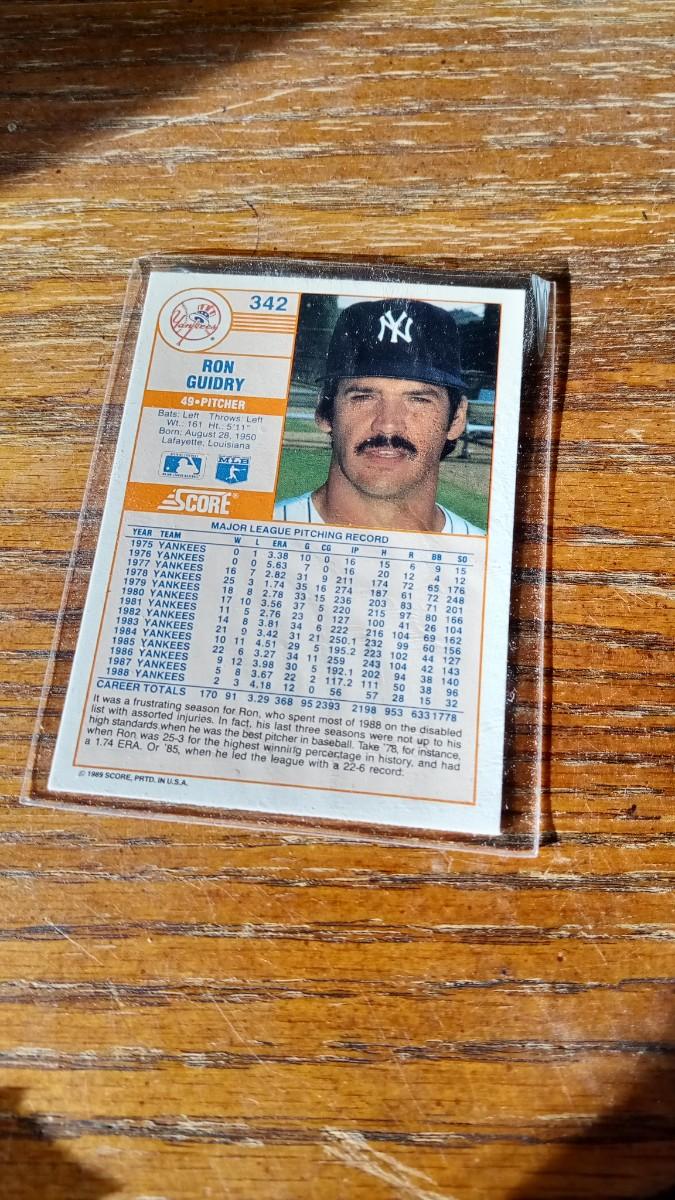 Yankees
342
RON
GUIDRY
49•PITCHER
Bats: Left Throws: Left
Wt.: 161 Ht.: 5'11"
Born: August 28, 1950
Lafayette, Louisiana
MLB
SCORE®
NY
MAJOR LEAGUE PITCHING RECORD
YEAR TEAM W L ERA G CG IP H R BB SO
1975 YANKEES 0 1 3.38 10 0 16 15 6 9 15
1976 YANKEES 0 0 5.63 7 0 16 20 12 4 12
1977 YANKEES 16 7 2.82 31 9 211 174 72 65 176
1978 YANKEES 25 3 1.74 35 16 274 187 61 72 248
1979 YANKEES 18 8 2.78 33 15 236 203 83 71 201
1980 YANKEES 17 10 3.56 37 5 220 215 97 80 166
1981 YANKEES 11 5 2.76 23 0 127 100 41 26 104
1982 YANKEES 14 8 3.81 34 6 222 216 104 69 162
1983 YANKEES 21 9 3.42 31 21 250.1 232 99 60 156
1984 YANKEES 10 11 4.51 29 5 195.2 223 102 44 127
1985 YANKEES 22 6 3.27 34 11 259 243 104 42 143
1986 YANKEES 9 12 3.98 30 5 192.1 202 94 38 140
1987 YANKEES 5 8 3.67 22 2 117.2 111 50 38 96
1988 YANKEES 2 3 4.18 12 0 56 57 28 15 32
CAREER TOTALS 170 91 3.29 368 95 2393 2198 953 633 1778
It was a frustrating season for Ron, who spent most of 1988 on the disabled
list with assorted injuries. In fact, his last three seasons were not up to his
high standards when he was the best pitcher in baseball. Take '78, for instance,
when Ron was 25-3 for the highest winning percentage in history, and had
a 1.74 ERA. Or '85, when he led the league with a 22-6 record.
© 1989 SCORE, PRTD. IN U.S.A.